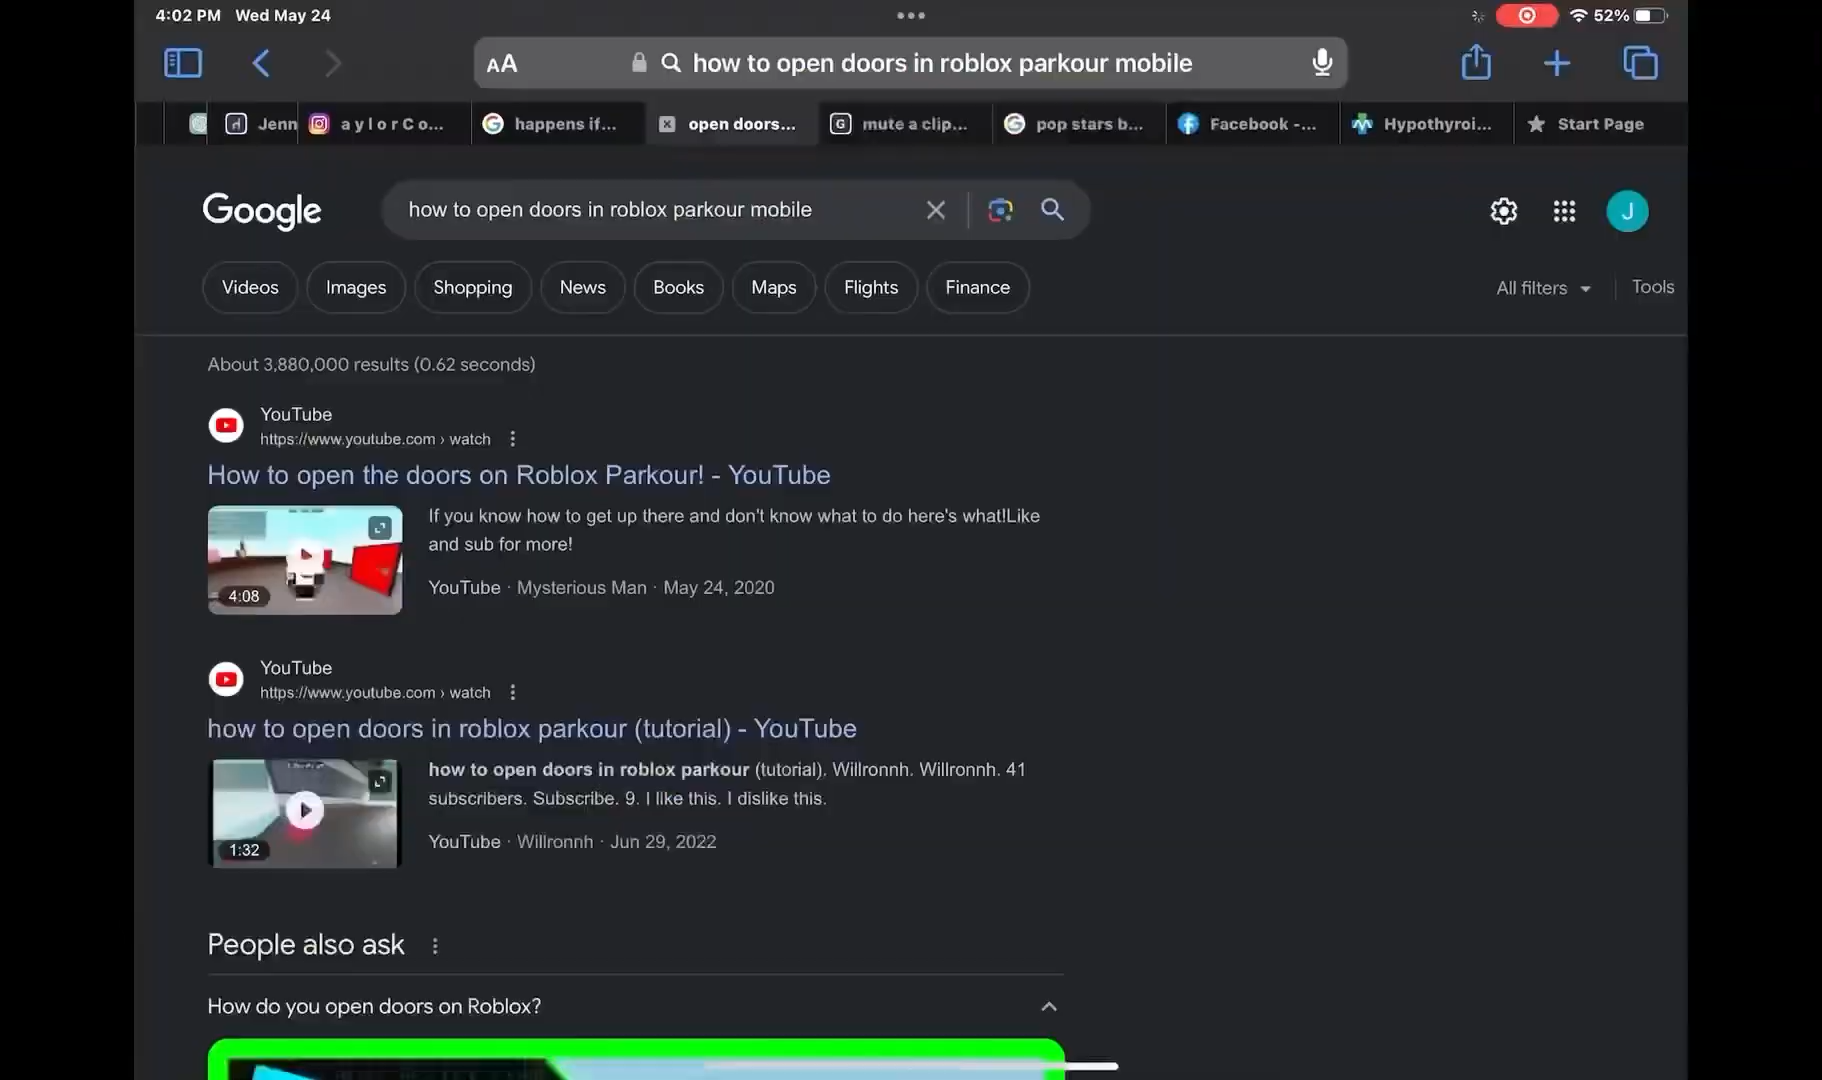 4:02 PM Wed May 24
52%
AA
how to open doors in roblox parkour mobile
Jenn
a y l o r C o...
happens if...
open doors...
mute a clip...
pop stars b...
Facebook -...
Hypothyroi...
Start Page
Google
how to open doors in roblox parkour mobile
J
Videos
Images
Shopping
News
Books
Maps
Flights
Finance
All filters
Tools
About 3,880,000 results (0.62 seconds)
YouTube
https://www.youtube.com › watch
How to open the doors on Roblox Parkour! - YouTube
If you know how to get up there and don't know what to do here's what!Like
and sub for more!
4:08
YouTube · Mysterious Man · May 24, 2020
YouTube
https://www.youtube.com › watch
how to open doors in roblox parkour (tutorial) - YouTube
how to open doors in roblox parkour (tutorial). Willronnh. Willronnh. 41
subscribers. Subscribe. 9. I like this. I dislike this.
1:32
YouTube · Willronnh · Jun 29, 2022
People also ask
How do you open doors on Roblox?